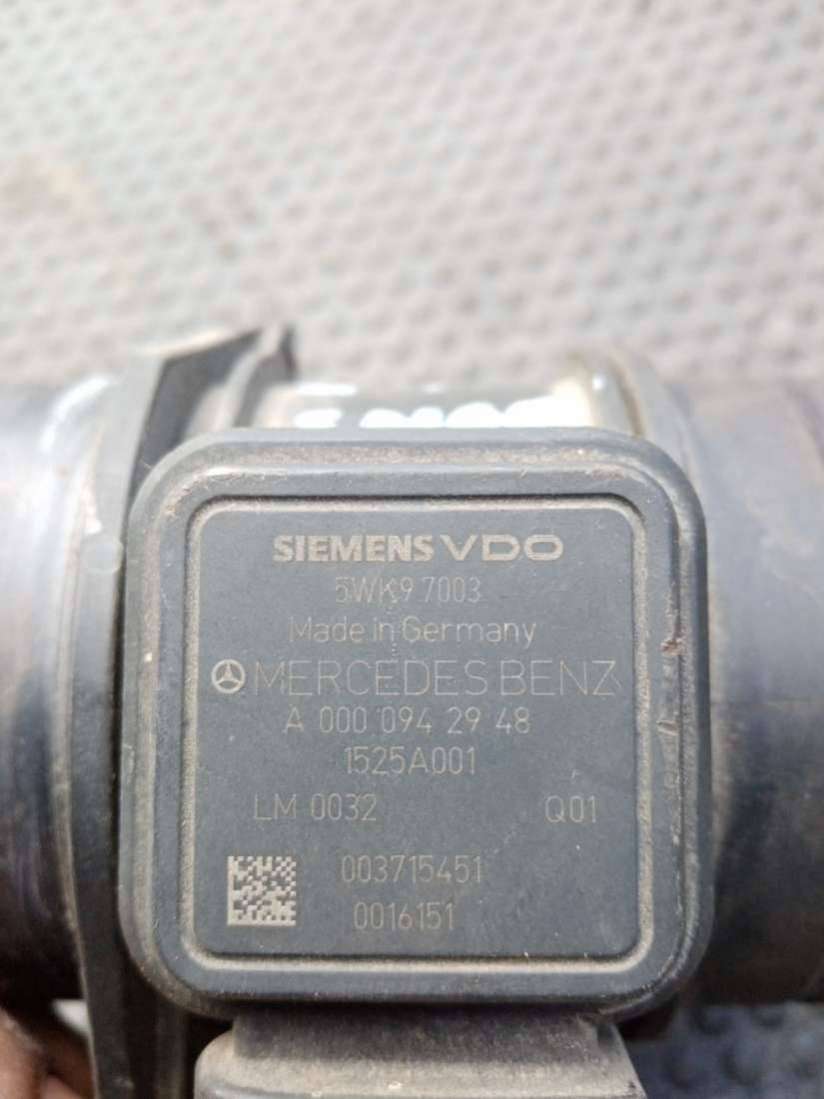 SIEMENS VDO
5WK9 7003
Made in Germany
MERCEDES BENZ
A 000 094 29 48
1525A001
LM 0032 Q01
003715451
0016151